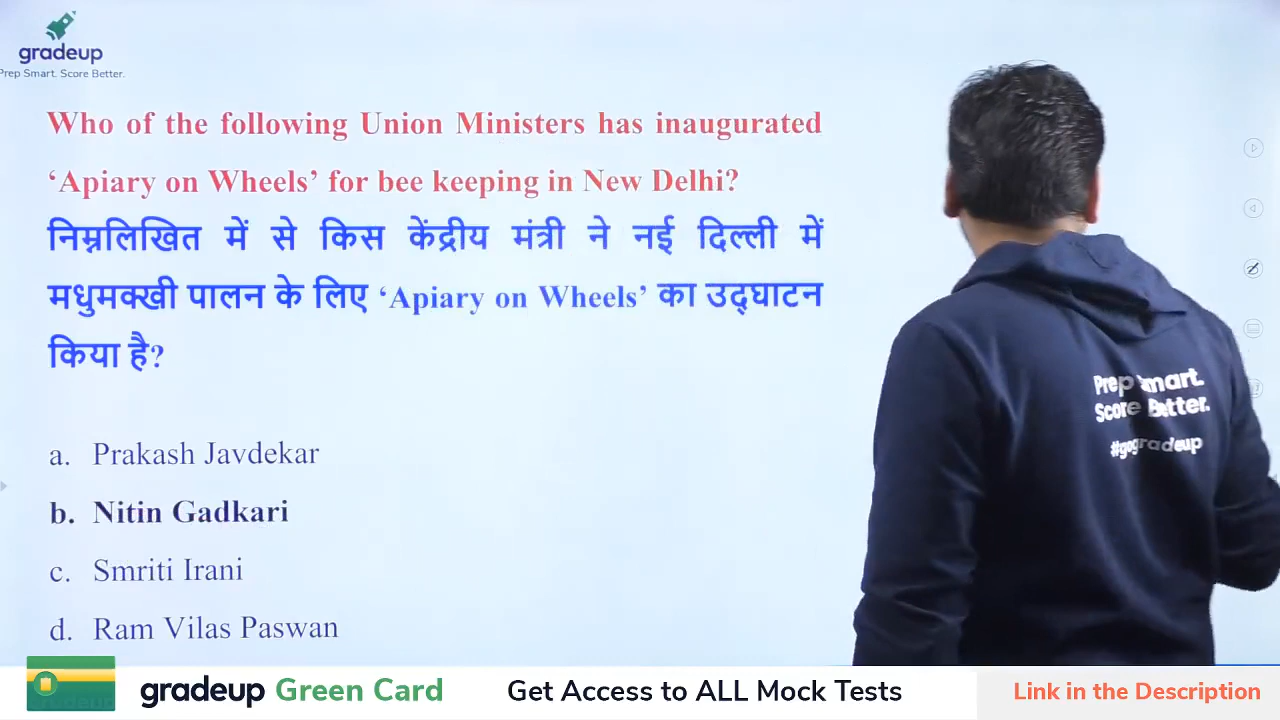 gradeup
Prep Smart. Score Better.
Who of the following Union Ministers has inaugurated
‘Apiary on Wheels’ for bee keeping in New Delhi?
निम्नलिखित में से किस केंद्रीय मंत्री ने नई दिल्ली में
मधुमक्खी पालन के लिए ‘Apiary on Wheels’ का उद्घाटन
किया है?
a. Prakash Javdekar
b. Nitin Gadkari
c. Smriti Irani
d. Ram Vilas Paswan
Prep Smart.
Score Better.
#gogradeup
gradeup Green Card
Get Access to ALL Mock Tests
Link in the Description